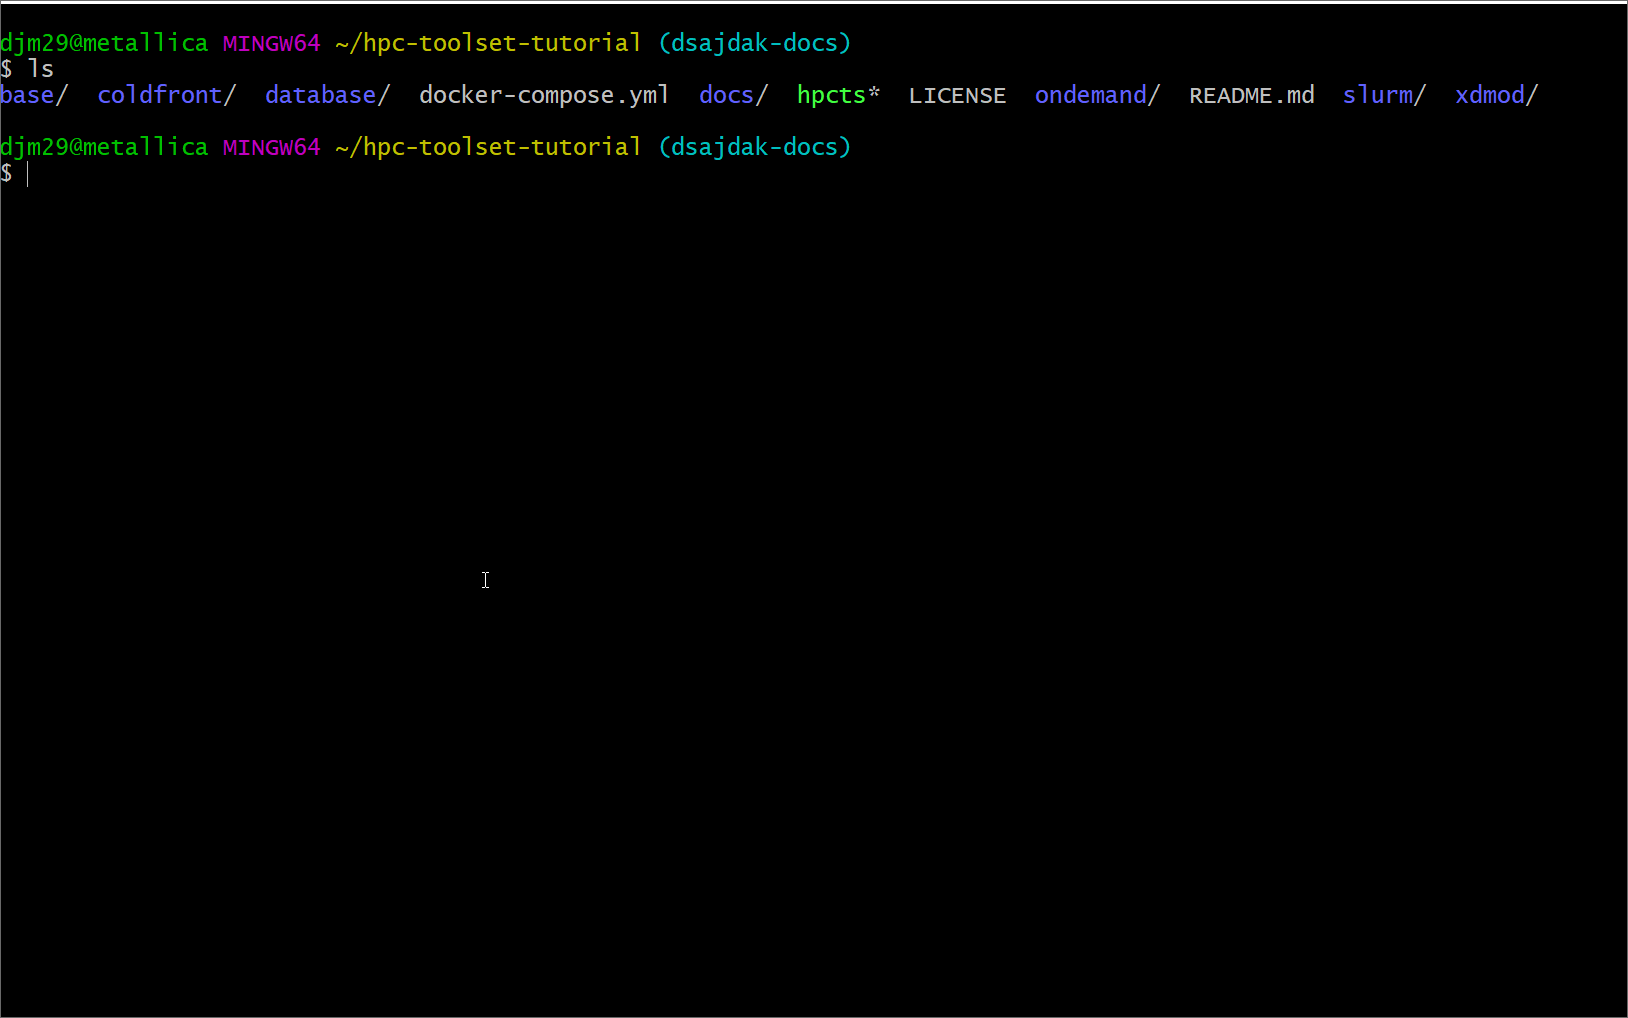 djm29@metallica MINGW64 ~/hpc-toolset-tutorial (dsajdak-docs)
$ ls
base/  coldfront/  database/  docker-compose.yml  docs/  hpcts*  LICENSE  ondemand/  README.md  slurm/  xdmod/
djm29@metallica MINGW64 ~/hpc-toolset-tutorial (dsajdak-docs)
$